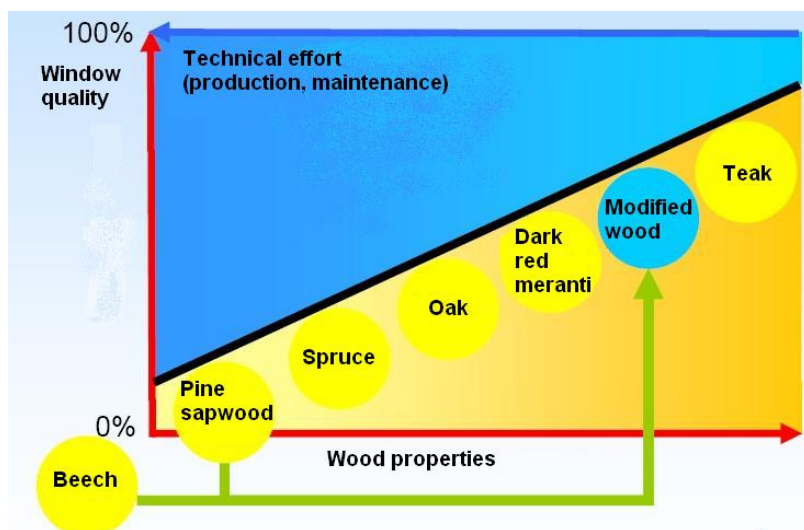 100%
Window
quality
Technical effort
(production, maintenance)
Teak
Modified
wood
Dark
red
meranti
Oak
Spruce
Pine
sapwood
0%
Wood properties
Beech